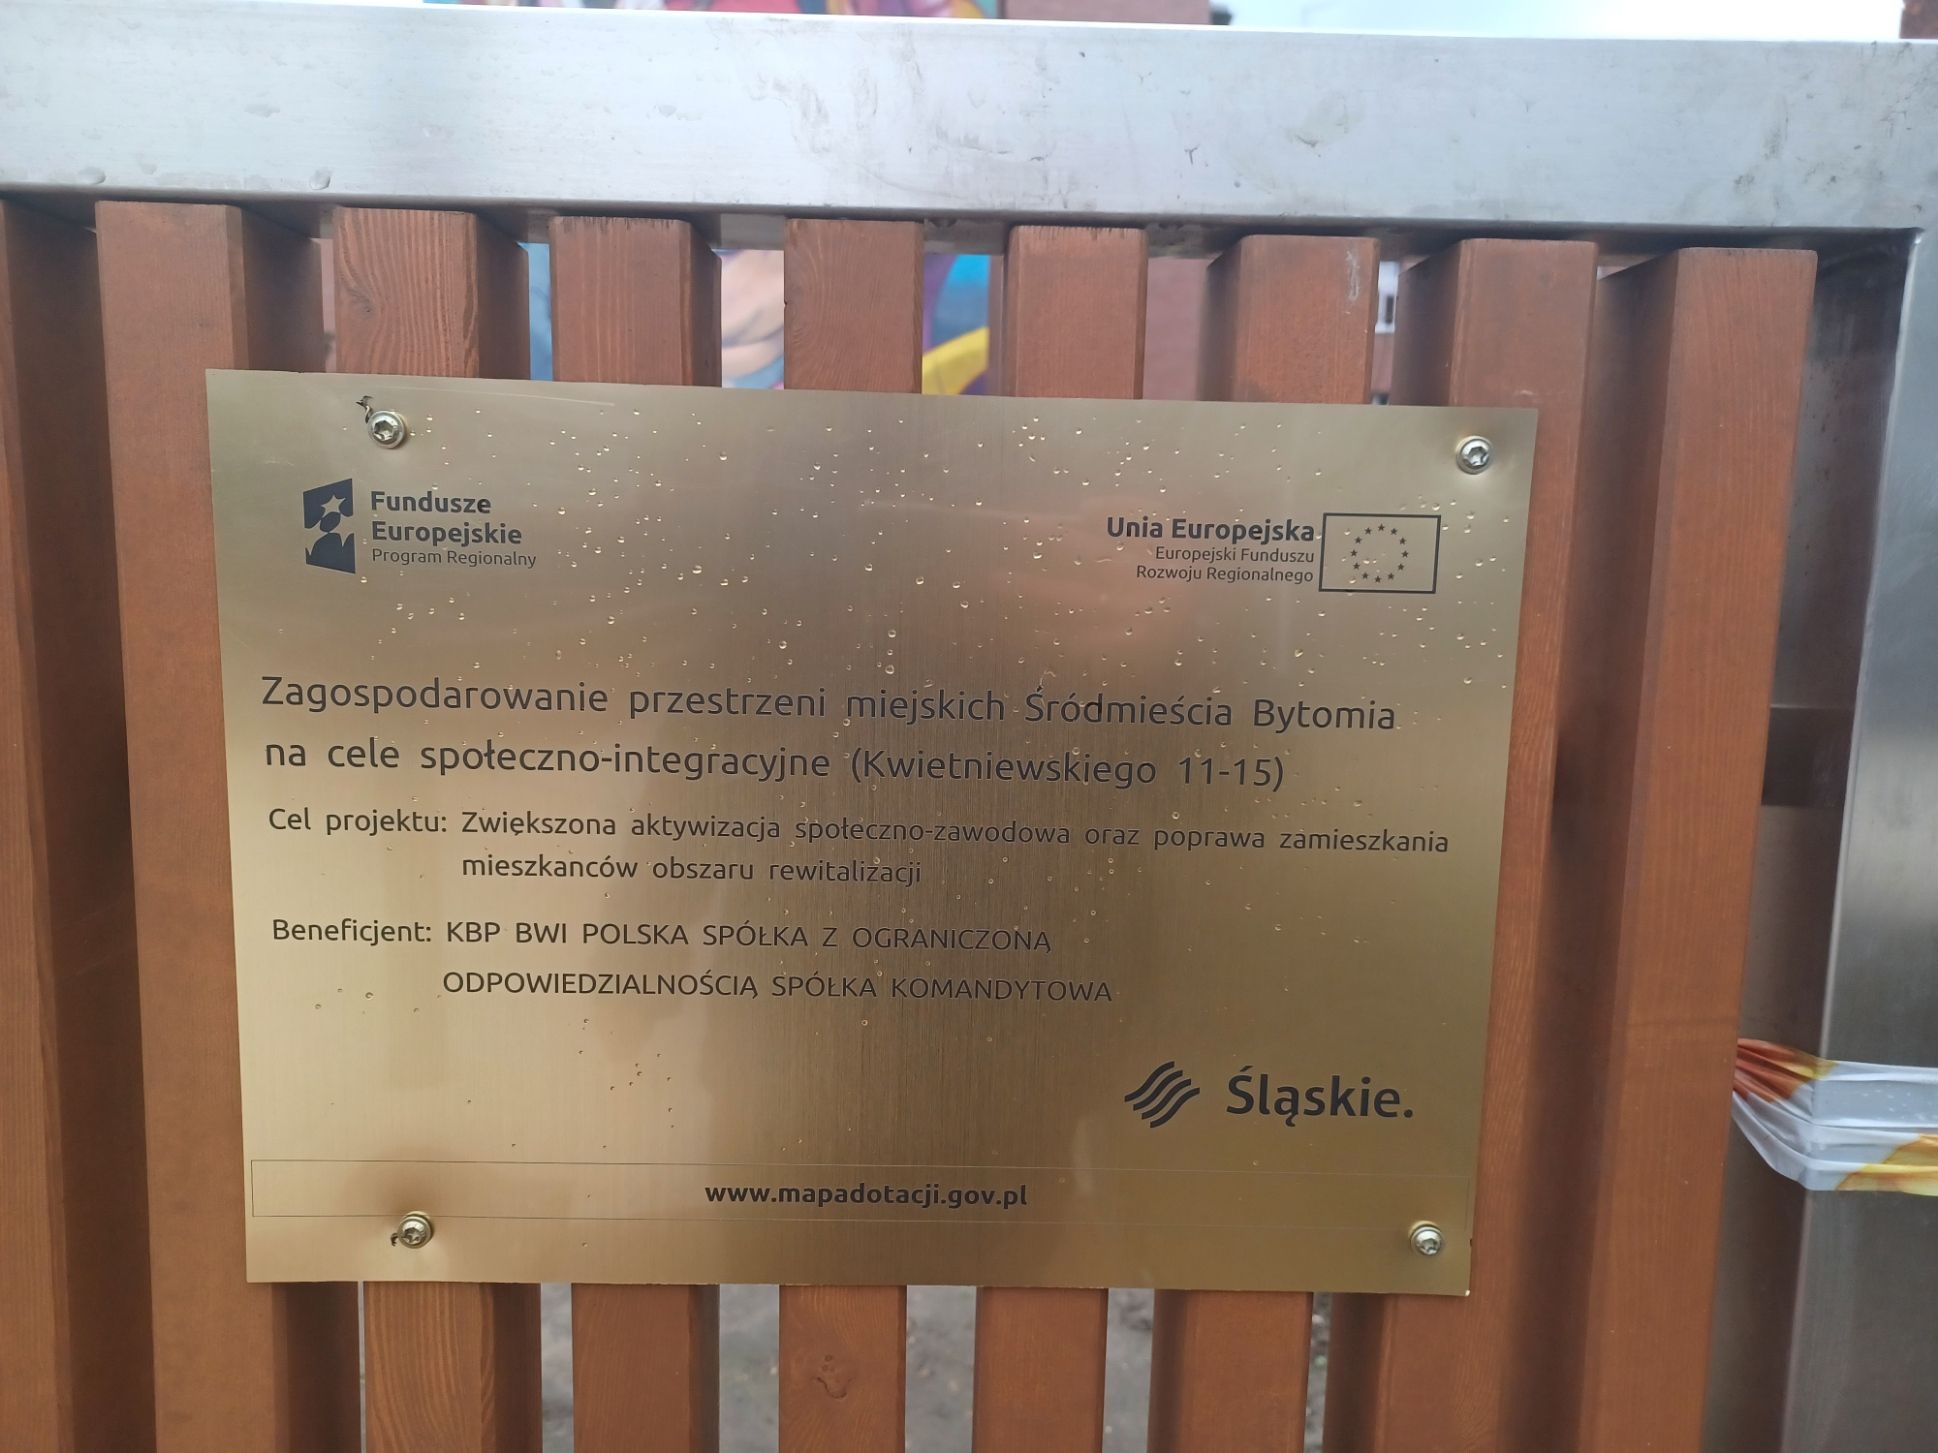 Fundusze
Europejskie
Program Regionalny
Unia Europejska
Europejski Funduszu
Rozwoju Regionalnego
Zagospodarowanie przestrzeni miejskich Śródmieścia Bytomia
na cele społeczno-integracyjne (Kwietniewskiego 11-15)
Cel projektu: Zwiększona aktywizacja społeczno-zawodowa oraz poprawa zamieszkania
mieszkanców obszaru rewitalizacji
Beneficjent: KBP BWI POLSKA SPÓŁKA Z OGRANICZONĄ
ODPOWIEDZIALNOŚCIĄ SPÓŁKA KOMANDYTOWA
Śląskie.
www.mapadotacji.gov.pl